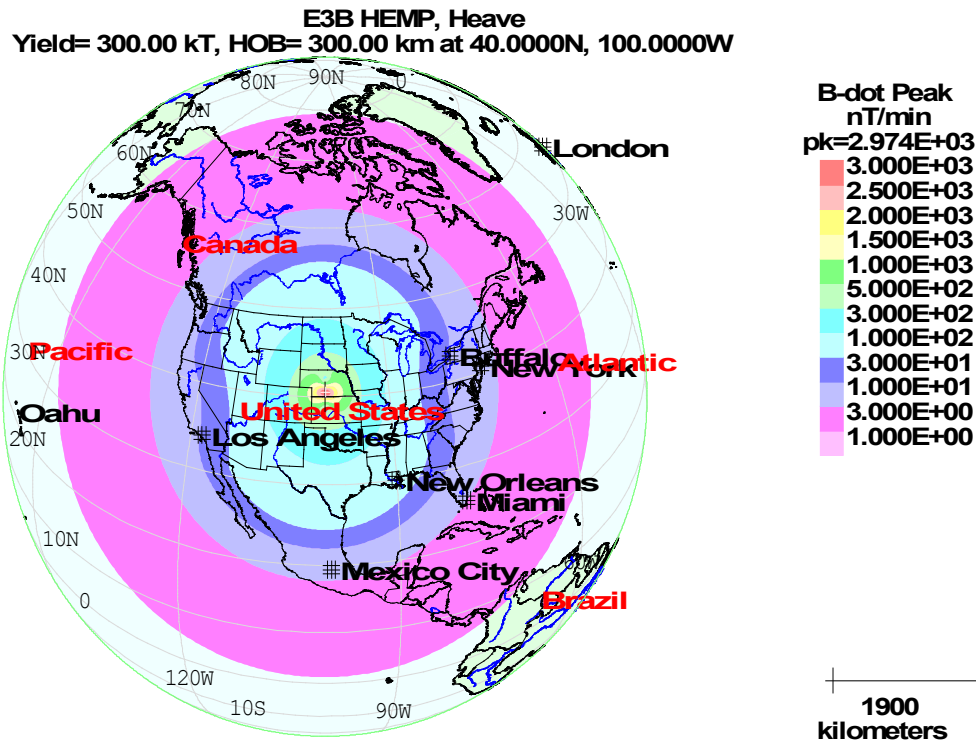 E3B HEMP, Heave
Yield= 300.00 kT, HOB= 300.00 km at 40.0000N, 100.0000W
80N
90N
0
70N
60N
50N
40N
30N
20N
10N
0
120W
10S
90W
30W
60W
London
Canada
Pacific
Buffalo
Atlantic
New York
Oahu
United States
Los Angeles
New Orleans
Miami
Mexico City
Brazil
B-dot Peak
nT/min
pk=2.974E+03
3.000E+03
2.500E+03
2.000E+03
1.500E+03
1.000E+03
5.000E+02
3.000E+02
1.000E+02
3.000E+01
1.000E+01
3.000E+00
1.000E+00
1900
kilometers